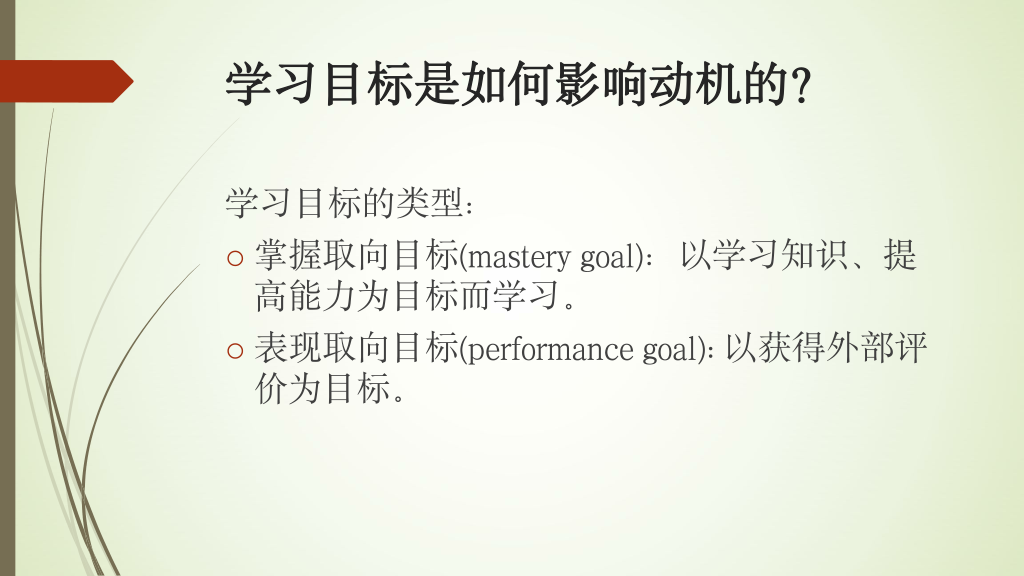 学习目标是如何影响动机的？
学习目标的类型：
掌握取向目标(mastery goal)： 以学习知识、提
高能力为目标而学习。
表现取向目标(performance goal)：以获得外部评
价为目标。